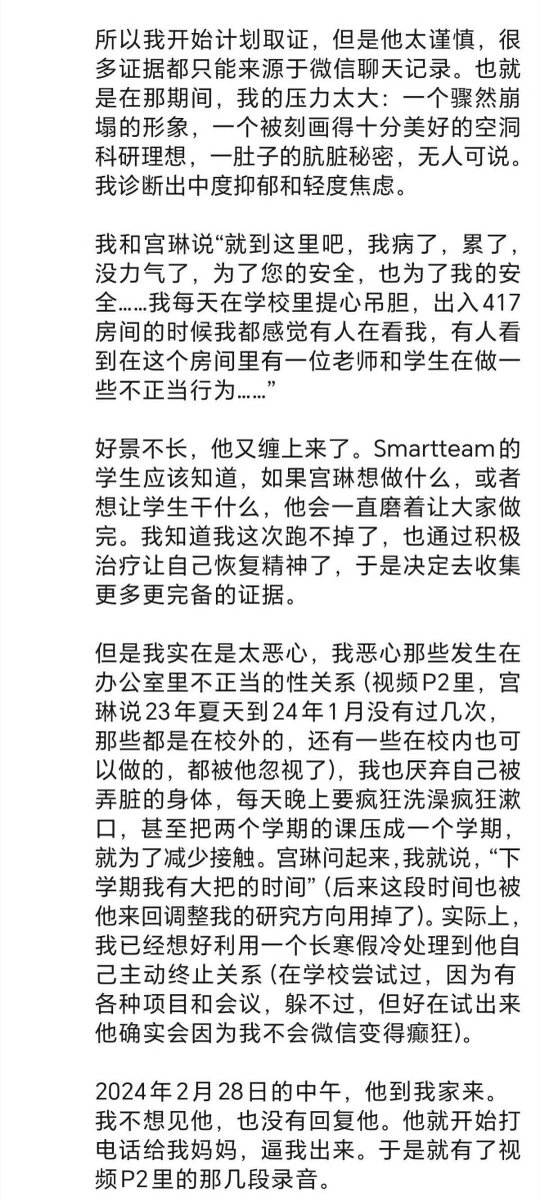 所以我开始计划取证，但是他太谨慎，很
多证据都只能来源于微信聊天记录。也就
是在那期间，我的压力太大：一个骤然崩
塌的形象，一个被刻画得十分美好的空洞
科研理想，一肚子的肮脏秘密，无人可说。
我诊断出中度抑郁和轻度焦虑。
我和宫琳说“就到这里吧，我病了，累了，
没力气了，为了您的安全，也为了我的安
全……我每天在学校里提心吊胆，出入417
房间的时候我都感觉有人在看我，有人看
到在这个房间里有一位老师和学生在做一
些不正当行为……”
好景不长，他又缠上来了。Smartteam的
学生应该知道，如果宫琳想做什么，或者
想让学生干什么，他会一直磨着让大家做
完。我知道我这次跑不掉了，也通过积极
治疗让自己恢复精神了，于是决定去收集
更多更完备的证据。
但是我实在是太恶心，我恶心那些发生在
办公室里不正当的性关系（视频P2里，宫
琳说23年夏天到24年1月没有过几次，
那些都是在校外的，还有一些在校内也可
以做的，都被他忽视了），我也厌弃自己被
弄脏的身体，每天晚上要疯狂洗澡疯狂漱
口，甚至把两个学期的课压成一个学期，
就为了减少接触。宫琳问起来，我就说，“下
学期我有大把的时间”（后来这段时间也被
他来回调整我的研究方向用掉了）。实际上，
我已经想好利用一个长寒假冷处理到他自
己主动终止关系（在学校尝试过，因为有
各种项目和会议，躲不过，但好在试出来
他确实会因为我不会微信变得癫狂）。
2024年2月28日的中午，他到我家来。
我不想见他，也没有回复他。他就开始打
电话给我妈妈，逼我出来。于是就有了视
频P2里的那几段录音。